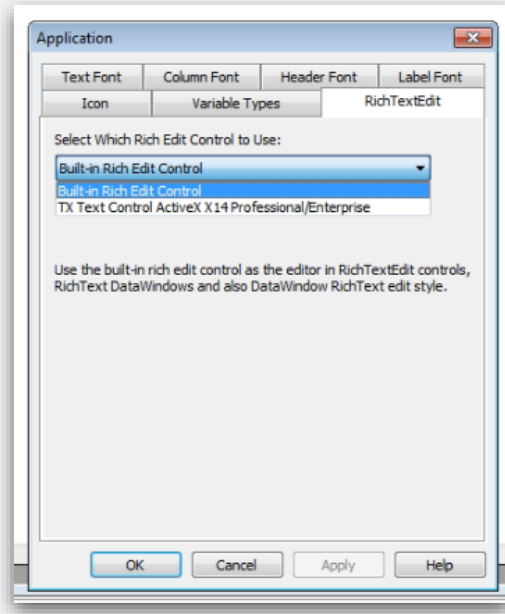 Application
Text Font
Column Font
Header Font
Label Font
Icon
Variable Types
RichTextEdit
Select Which Rich Edit Control to Use:
Built-in Rich Edit Control
Built-in Rich Edit Control
TX Text Control ActiveX X14 Professional/Enterprise
Use the built-in rich edit control as the editor in RichTextEdit controls,
RichText DataWindows and also DataWindow RichText edit style.
OK
Cancel
Apply
Help